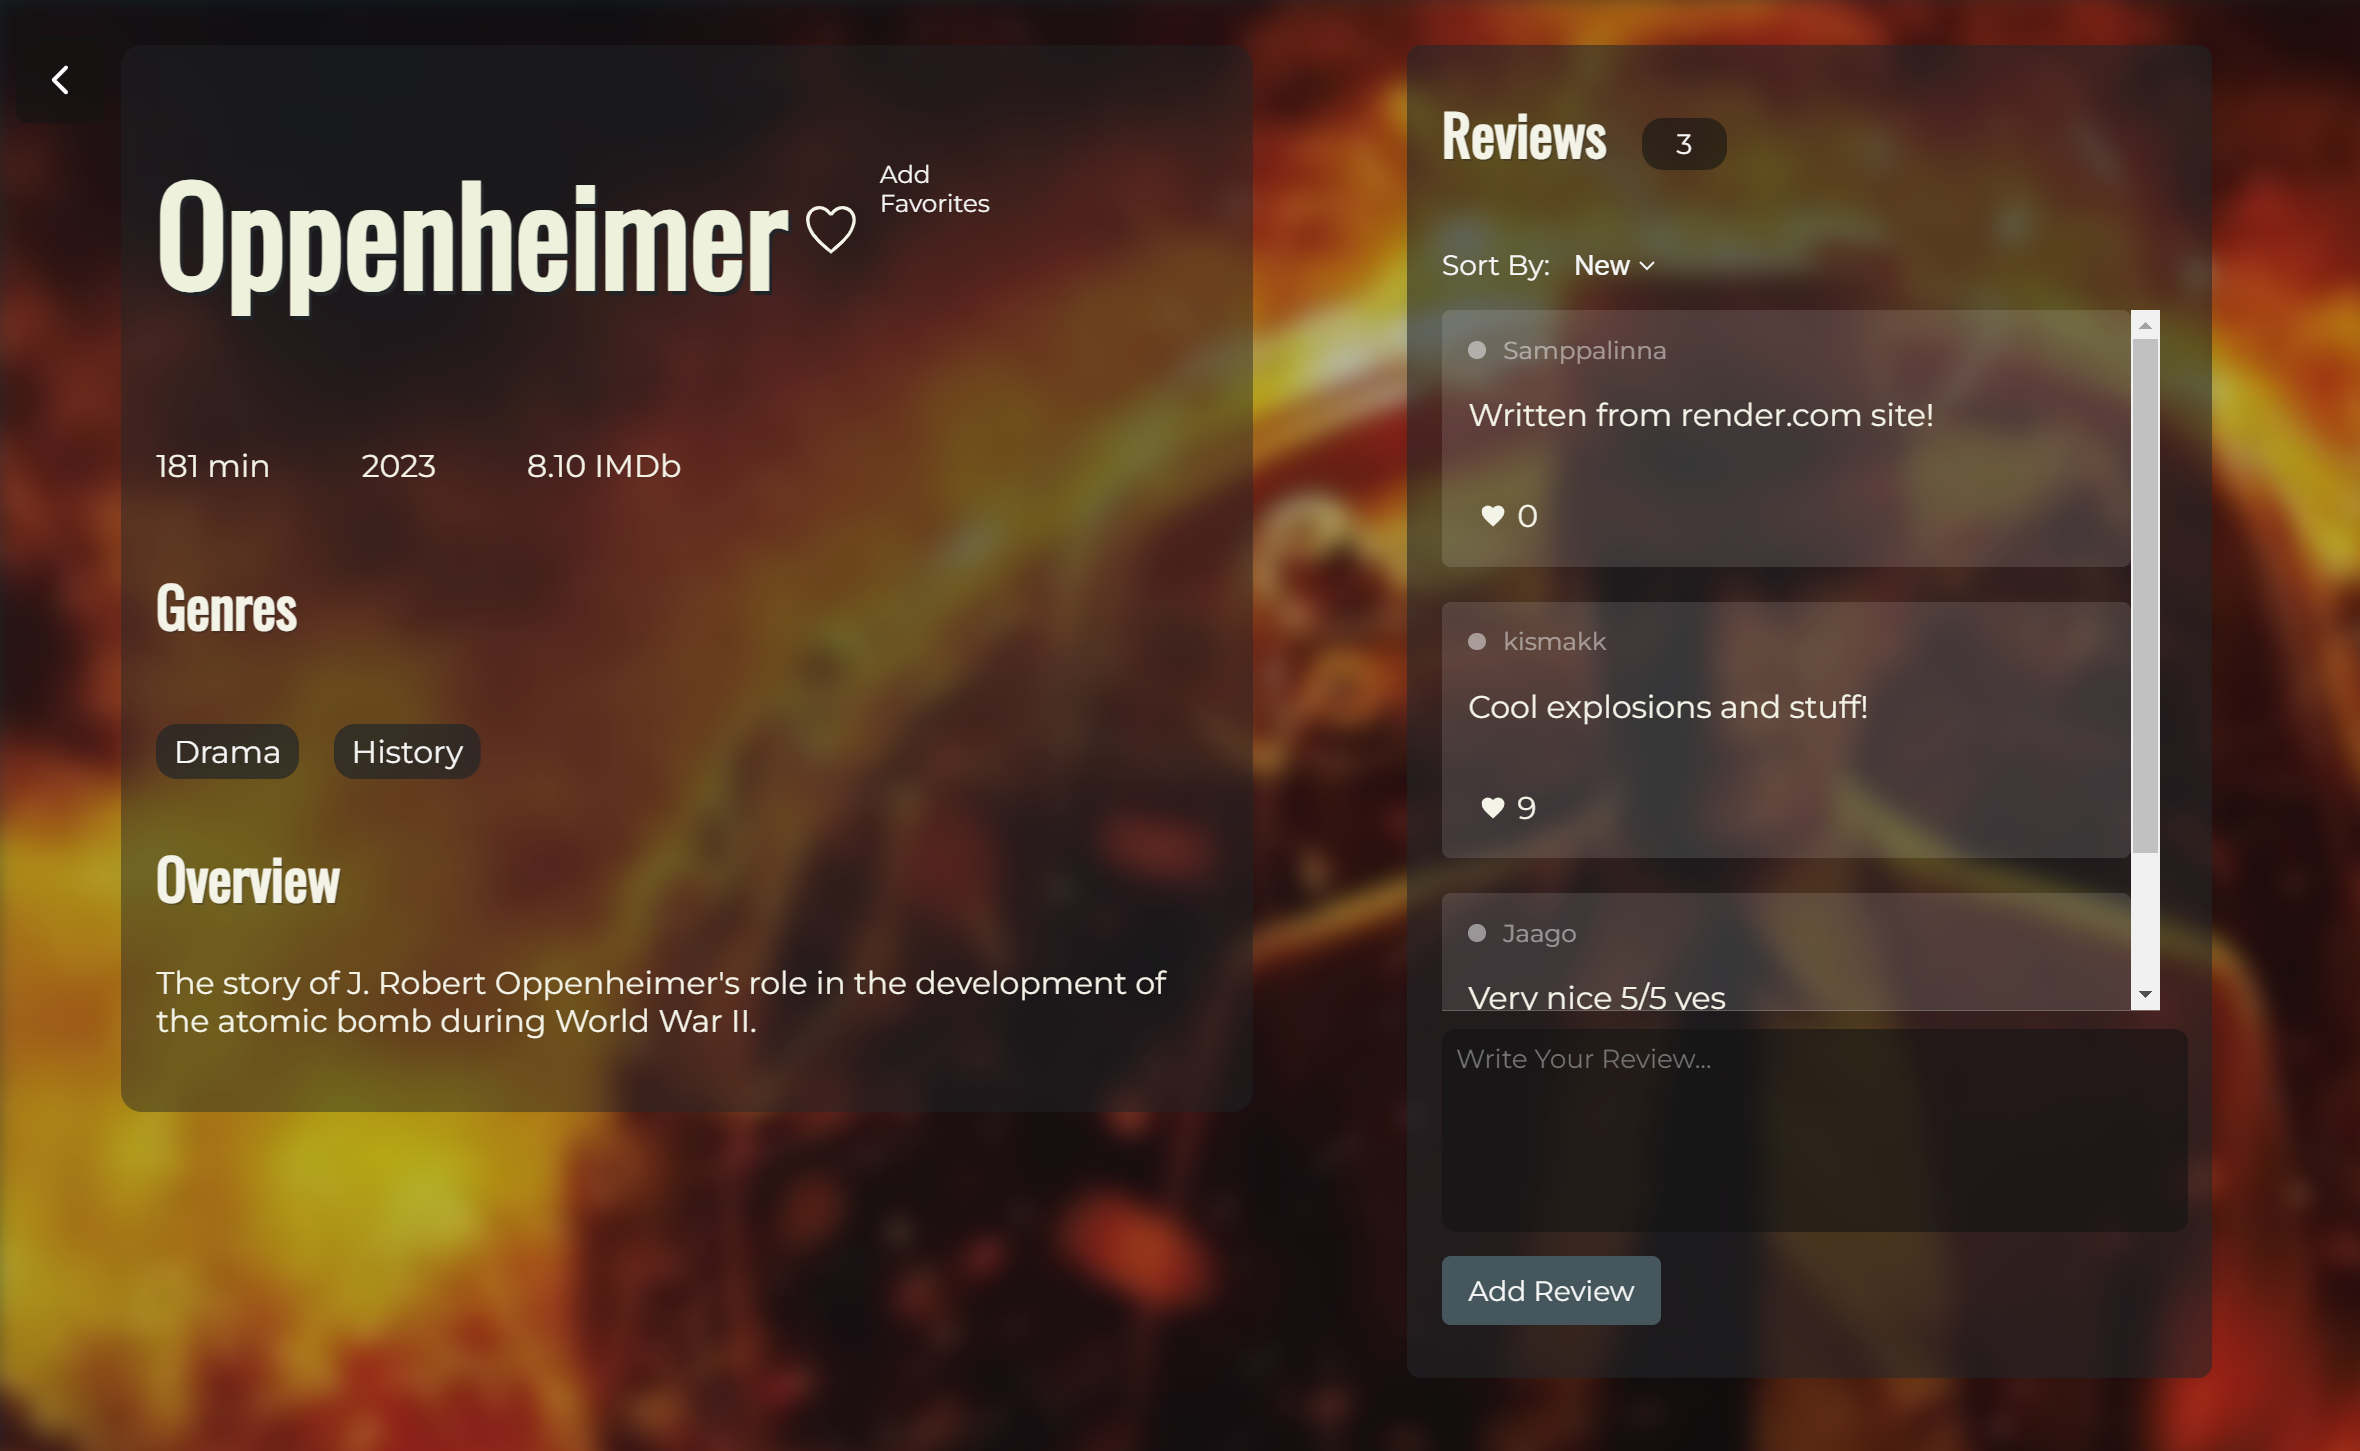 Oppenheimer
Add
Favorites
181 min 2023 8.10 IMDb
Genres
Drama History
Overview
The story of J. Robert Oppenheimer's role in the development of
the atomic bomb during World War II.
Reviews 3
Sort By: New
Samppalinna
Written from render.com site!
0
kismakk
Cool explosions and stuff!
9
Jaago
Very nice 5/5 yes
Write Your Review...
Add Review